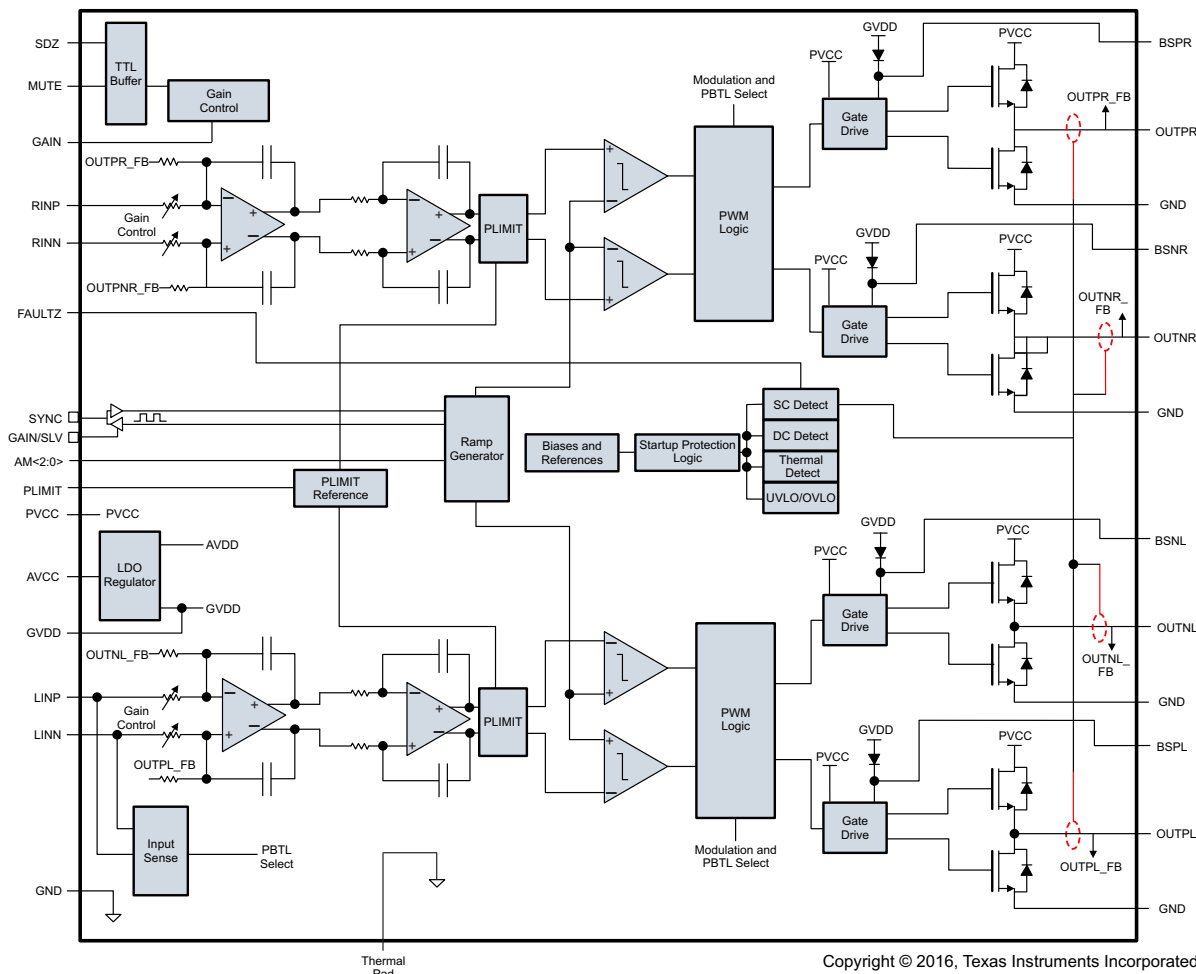 SDZ
TTL
Buffer
MUTE
Gain
Control
GAIN
OUTPR_FB
RINP
Gain
Control
RINN
OUTPNR_FB
FAULTZ
PLIMIT
Modulation and
PBTL Select
PWM
Logic
GVDD
PVCC
Gate
Drive
PVCC
BSPR
OUTPR_FB
OUTPR
GND
GVDD
PVCC
Gate
Drive
PVCC
BSNR
OUTNR_
FB
OUTNR
GND
SYNC
GAIN/SLV
AM<2:0>
PLIMIT
PLIMIT
Reference
Ramp
Generator
Biases and
References
Startup Protection
Logic
SC Detect
DC Detect
Thermal
Detect
UVLO/OVLO
PVCC
PVCC
AVCC
LDO
Regulator
AVDD
GVDD
GVDD
OUTNL_FB
LINP
Gain
Control
LINN
OUTPL_FB
PLIMIT
PWM
Logic
Modulation and
PBTL Select
Input
Sense
PBTL
Select
GND
GVDD
PVCC
Gate
Drive
PVCC
BSNL
OUTNL
OUTNL_
FB
GND
GVDD
PVCC
Gate
Drive
PVCC
BSPL
OUTPL
OUTPL_FB
GND
Thermal
Pad
Copyright © 2016, Texas Instruments Incorporated